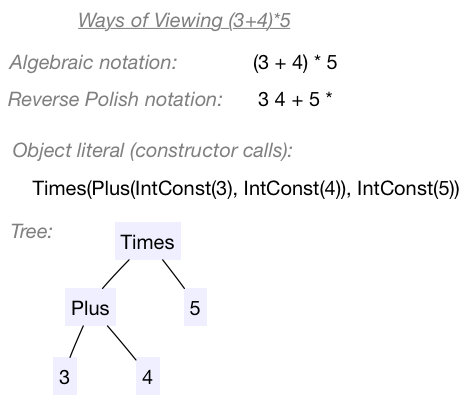 Ways of Viewing (3+4)*5
Algebraic notation: (3 + 4) * 5
Reverse Polish notation: 3 4 + 5 *
Object literal (constructor calls):
Times(Plus(IntConst(3), IntConst(4)), IntConst(5))
Tree:
Times
Plus 5
3 4